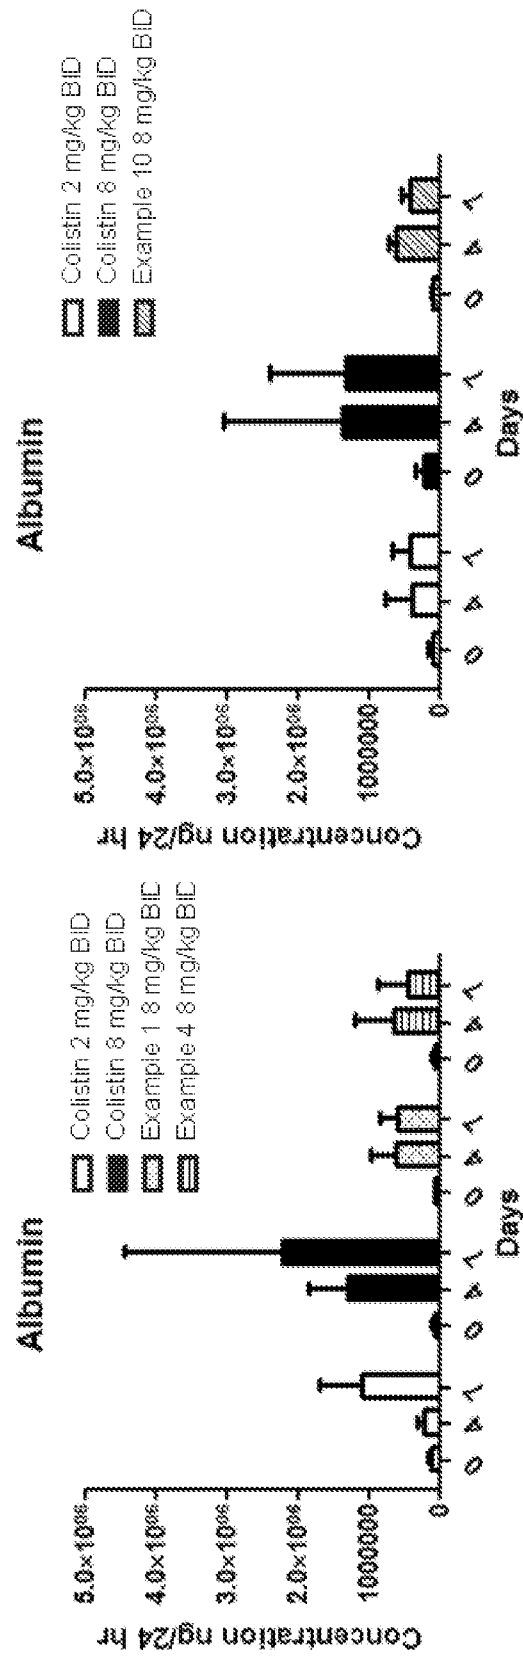 Albumin
Concentration ng/24 hr
5.0×10⁰⁶
4.0×10⁰⁶
3.0×10⁰⁶
2.0×10⁰⁶
1000000
0
Colistin 2 mg/kg BID
Colistin 8 mg/kg BID
Example 1 8 mg/kg BID
Example 4 8 mg/kg BID
0 4 7 0 4 7 0 4 7 0 4 7
Days
Albumin
Concentration ng/24 hr
5.0×10⁰⁶
4.0×10⁰⁶
3.0×10⁰⁶
2.0×10⁰⁶
1000000
0
Colistin 2 mg/kg BID
Colistin 8 mg/kg BID
Example 10 8 mg/kg BID
0 4 7 0 4 7 0 4 7
Days